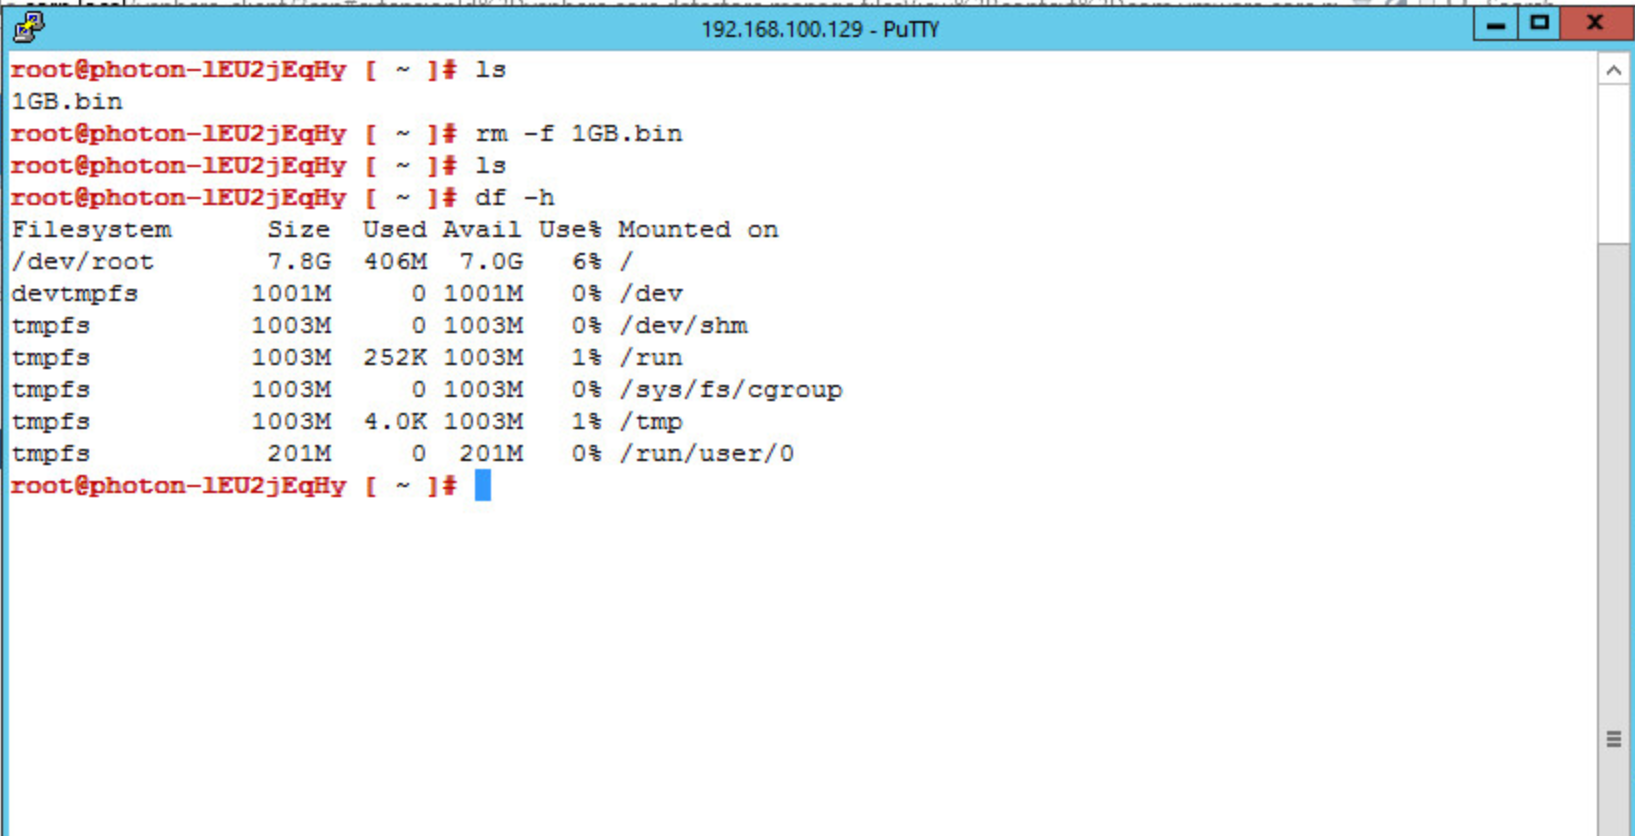 192.168.100.129 - PuTTY
root@photon-lEU2jEqHy [ ~ ]# ls
1GB.bin
root@photon-lEU2jEqHy [ ~ ]# rm -f 1GB.bin
root@photon-lEU2jEqHy [ ~ ]# ls
root@photon-lEU2jEqHy [ ~ ]# df -h
Filesystem      Size  Used Avail Use% Mounted on
/dev/root       7.8G  406M  7.0G   6% /
devtmpfs       1001M     0 1001M   0% /dev
tmpfs          1003M     0 1003M   0% /dev/shm
tmpfs          1003M  252K 1003M   1% /run
tmpfs          1003M     0 1003M   0% /sys/fs/cgroup
tmpfs          1003M  4.0K 1003M   1% /tmp
tmpfs           201M     0  201M   0% /run/user/0
root@photon-lEU2jEqHy [ ~ ]#